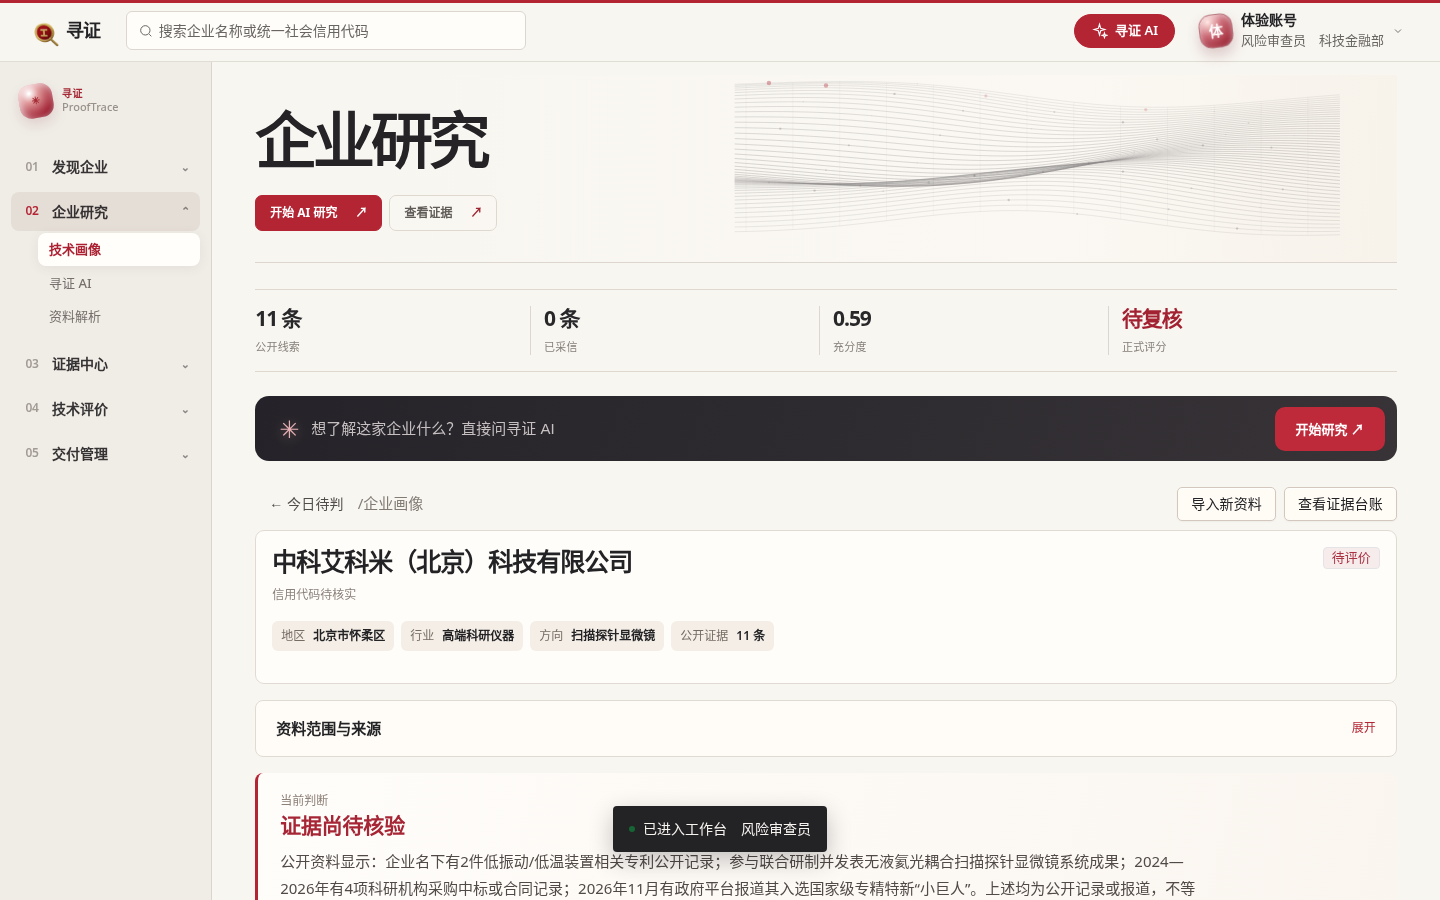 寻证
搜索企业名称或统一社会信用代码
寻证 AI
体
体验账号
风险审查员 科技金融部
寻证
ProofTrace
01 发现企业
02 企业研究
技术画像
寻证 AI
资料解析
03 证据中心
04 技术评价
05 交付管理
企业研究
开始 AI 研究 ↗
查看证据 ↗
11 条
公开线索
0 条
已采信
0.59
充分度
待复核
正式评分
想了解这家企业什么？直接问寻证 AI
开始研究 ↗
← 今日待判 /企业画像
导入新资料
查看证据台账
中科艾科米（北京）科技有限公司
待评价
信用代码待核实
地区 北京市怀柔区
行业 高端科研仪器
方向 扫描探针显微镜
公开证据 11 条
资料范围与来源
展开
当前判断
证据尚待核验
已进入工作台 风险审查员
公开资料显示：企业名下有2件低振动/低温装置相关专利公开记录；参与联合研制并发表无液氦光耦合扫描探针显微镜系统成果；2024—
2026年有4项科研机构采购中标或合同记录；2026年11月有政府平台报道其入选国家级专精特新“小巨人”。上述均为公开记录或报道，不等